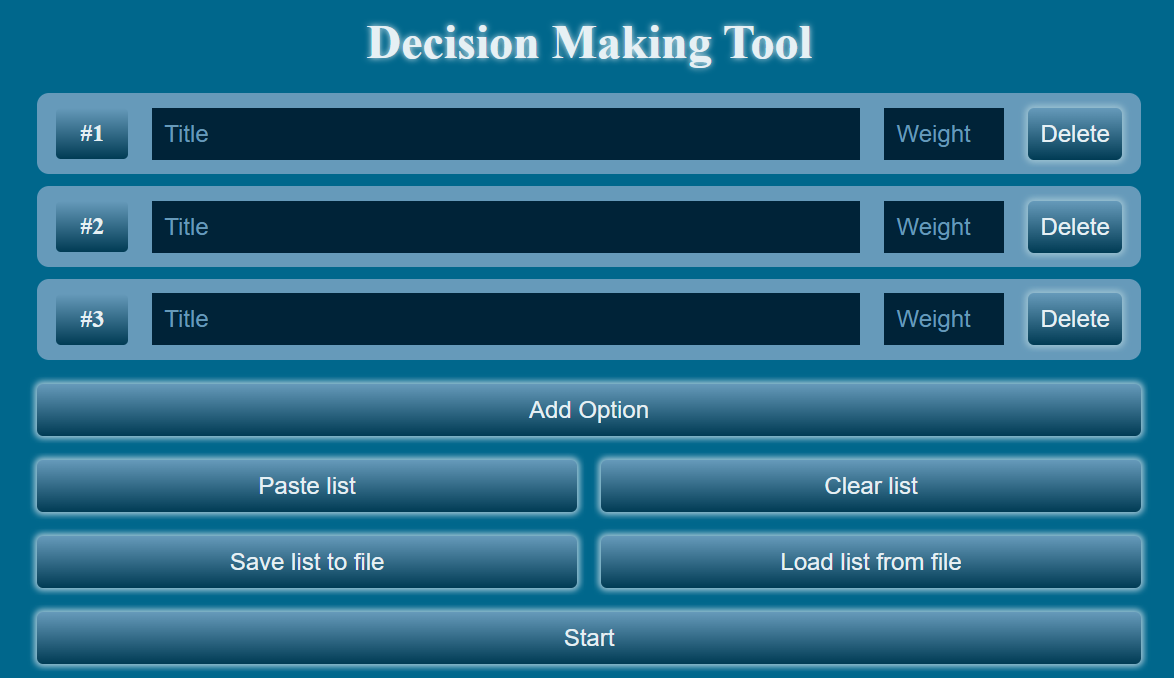 Decision Making Tool
#1 Title Weight Delete
#2 Title Weight Delete
#3 Title Weight Delete
Add Option
Paste list Clear list
Save list to file Load list from file
Start